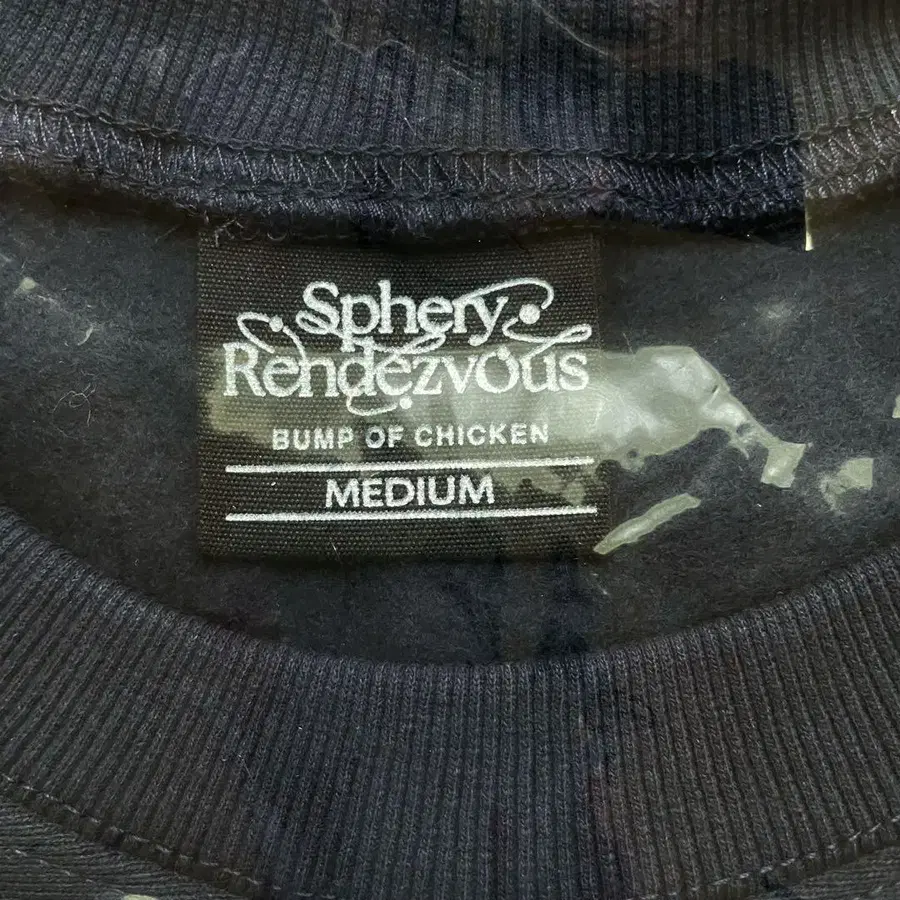 Sphery
Rendezvous
BUMP OF CHICKEN
MEDIUM